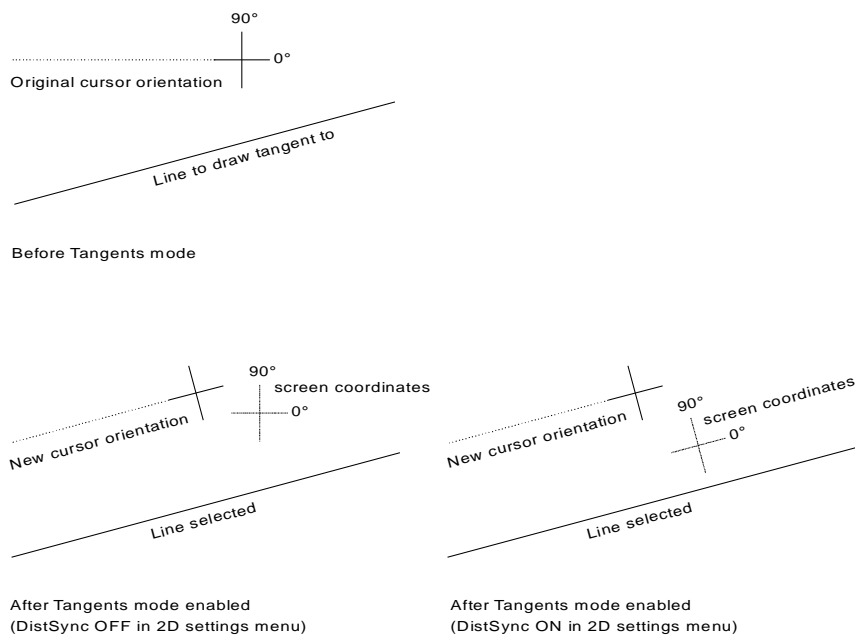 90°
0°
Original cursor orientation
Line to draw tangent to
Before Tangents mode
90°
screen coordinates
0°
New cursor orientation
Line selected
After Tangents mode enabled
(DistSync OFF in 2D settings menu)
90°
screen coordinates
0°
New cursor orientation
Line selected
After Tangents mode enabled
(DistSync ON in 2D settings menu)